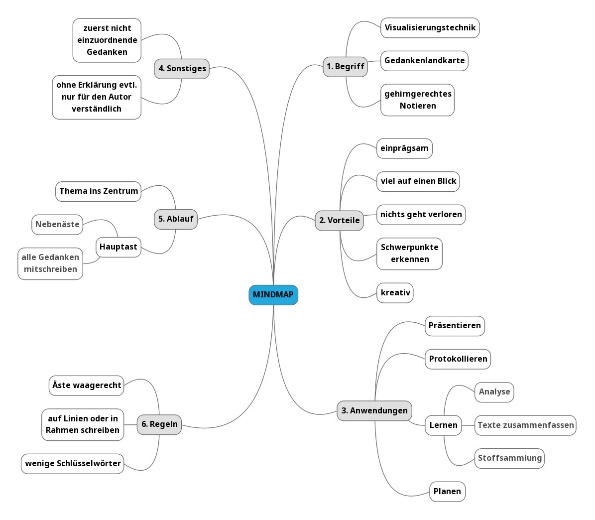 MINDMAP
1. Begriff
Visualisierungstechnik
Gedankenlandkarte
gehirngerechtes
Notieren
2. Vorteile
einprägsam
viel auf einen Blick
nichts geht verloren
Schwerpunkte
erkennen
kreativ
3. Anwendungen
Präsentieren
Protokollieren
Lernen
Analyse
Texte zusammenfassen
Stoffsammlung
Planen
4. Sonstiges
zuerst nicht
einzuordnende
Gedanken
ohne Erklärung evtl.
nur für den Autor
verständlich
5. Ablauf
Thema ins Zentrum
Hauptast
Nebenäste
alle Gedanken
mitschreiben
6. Regeln
Äste waagerecht
auf Linien oder in
Rahmen schreiben
wenige Schlüsselwörter